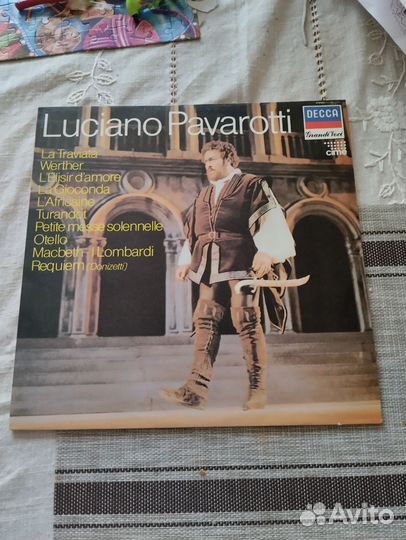 Luciano Pavarotti
DECCA
Grandi Voci
cime
La Traviata
Werther
L'Elisir d'amore
La Gioconda
L'Africaine
Turandot
Petite messe solennelle
Otello
Macbeth - I Lombardi
Requiem (Donizetti)
Avito